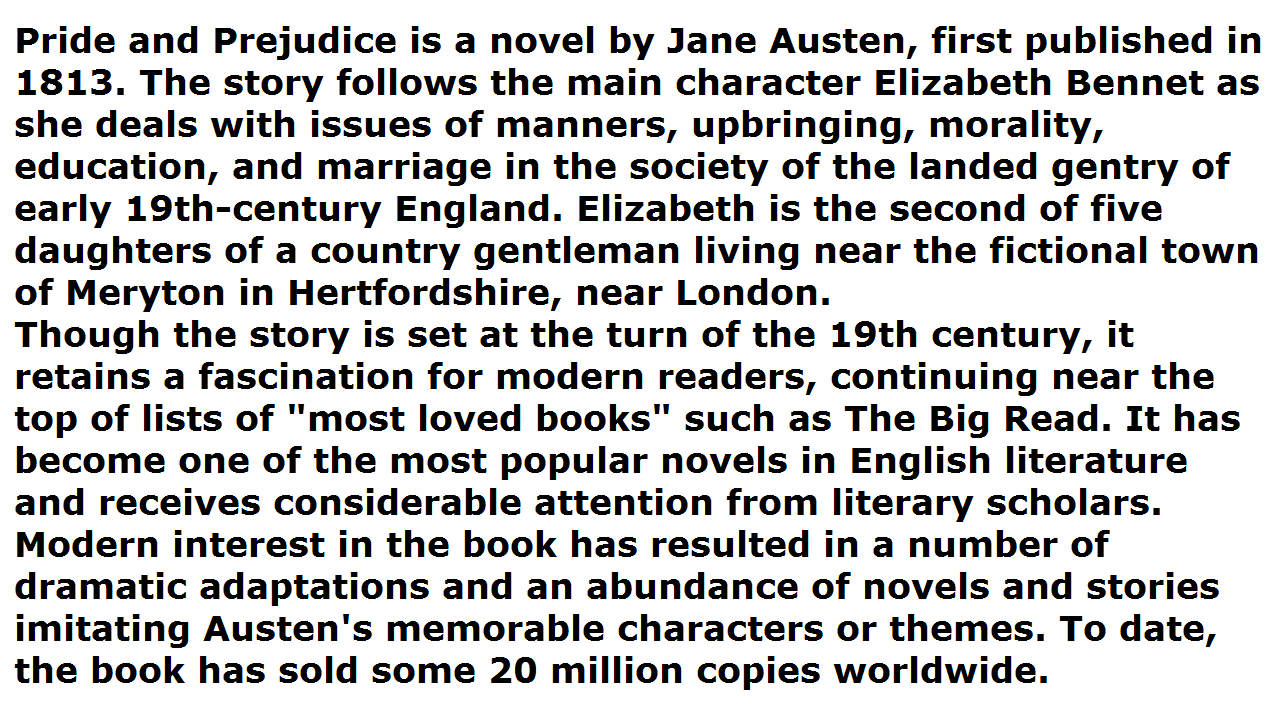 Pride and Prejudice is a novel by Jane Austen, first published in
1813. The story follows the main character Elizabeth Bennet as
she deals with issues of manners, upbringing, morality,
education, and marriage in the society of the landed gentry of
early 19th-century England. Elizabeth is the second of five
daughters of a country gentleman living near the fictional town
of Meryton in Hertfordshire, near London.
Though the story is set at the turn of the 19th century, it
retains a fascination for modern readers, continuing near the
top of lists of "most loved books" such as The Big Read. It has
become one of the most popular novels in English literature
and receives considerable attention from literary scholars.
Modern interest in the book has resulted in a number of
dramatic adaptations and an abundance of novels and stories
imitating Austen's memorable characters or themes. To date,
the book has sold some 20 million copies worldwide.